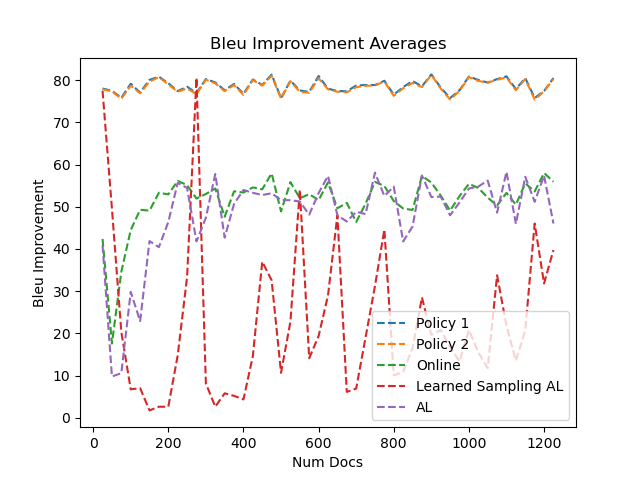 Bleu Improvement Averages
Bleu Improvement
80
70
60
50
40
30
20
10
0
0 200 400 600 800 1000 1200
Num Docs
Policy 1
Policy 2
Online
Learned Sampling AL
AL